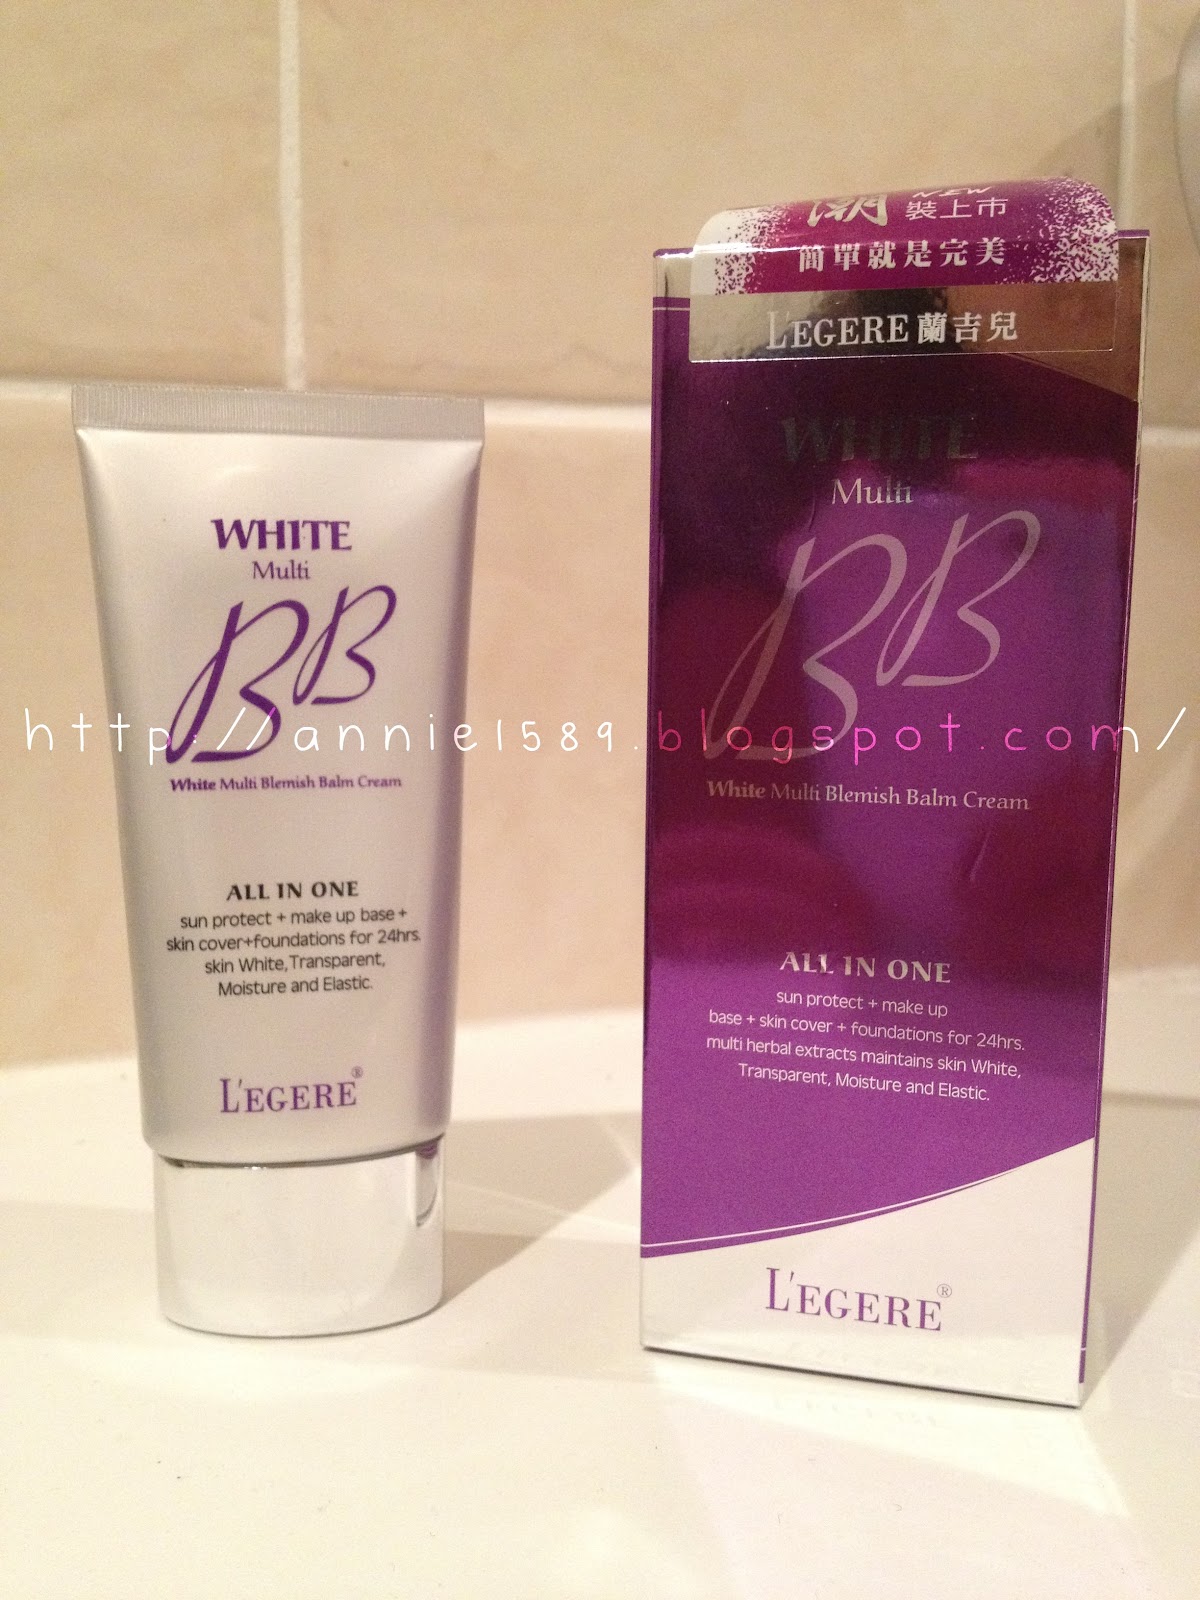 WHITE
Multi
BB
White Multi Blemish Balm Cream
ALL IN ONE
sun protect + make up base +
skin cover+foundations for 24hrs.
skin White,Transparent,
Moisture and Elastic.
L'EGERE®
潮 NEW
裝上市
簡單就是完美
L'EGERE 蘭吉兒
WHITE
Multi
BB
White Multi Blemish Balm Cream
ALL IN ONE
sun protect + make up
base + skin cover + foundations for 24hrs.
multi herbal extracts maintains skin White,
Transparent, Moisture and Elastic.
L'EGERE®
http://annie1589.blogspot.com/